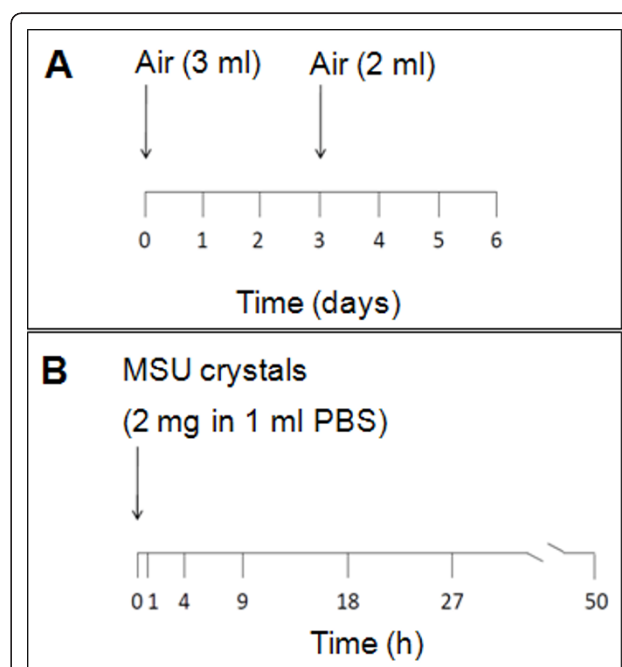 A
Air (3 ml) Air (2 ml)
0 1 2 3 4 5 6
Time (days)
B
MSU crystals
(2 mg in 1 ml PBS)
0 1 4 9 18 27 50
Time (h)